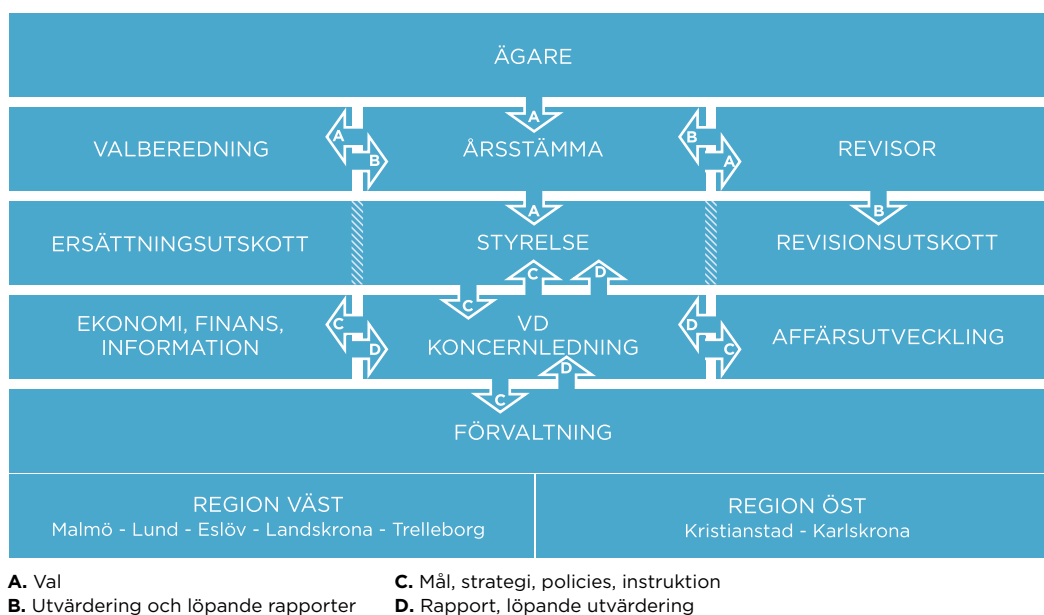 ÄGARE
A
VALBEREDNING
A
B
ÅRSSTÄMMA
B
A
REVISOR
A
B
ERSÄTTNINGSUTSKOTT
STYRELSE
REVISIONSUTSKOTT
C
C
D
EKONOMI, FINANS,
INFORMATION
C
D
VD
KONCERNLEDNING
D
C
AFFÄRSUTVECKLING
C
D
FÖRVALTNING
REGION VÄST
Malmö - Lund - Eslöv - Landskrona - Trelleborg
REGION ÖST
Kristianstad - Karlskrona
A. Val
B. Utvärdering och löpande rapporter
C. Mål, strategi, policies, instruktion
D. Rapport, löpande utvärdering